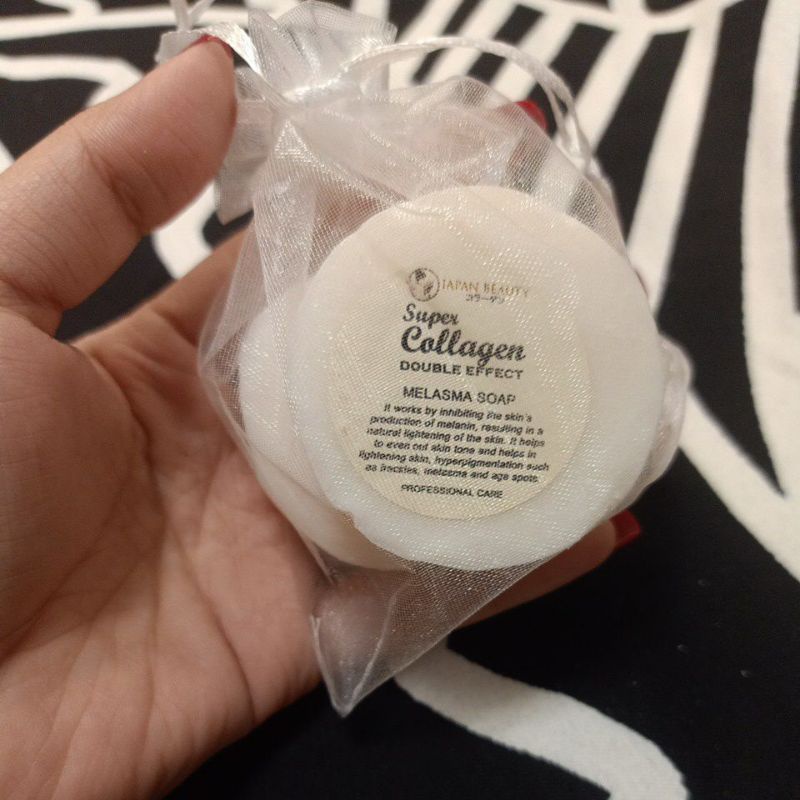 JAPAN BEAUTY
コラーゲン
Super
Collagen
DOUBLE EFFECT
MELASMA SOAP
It works by inhibiting the skin's
production of melanin, resulting in a
natural lightening of the skin. It helps
to even out skin tone and helps in
lightening skin, hyperpigmentation such
as freckles, melasma and age spots.
PROFESSIONAL CARE